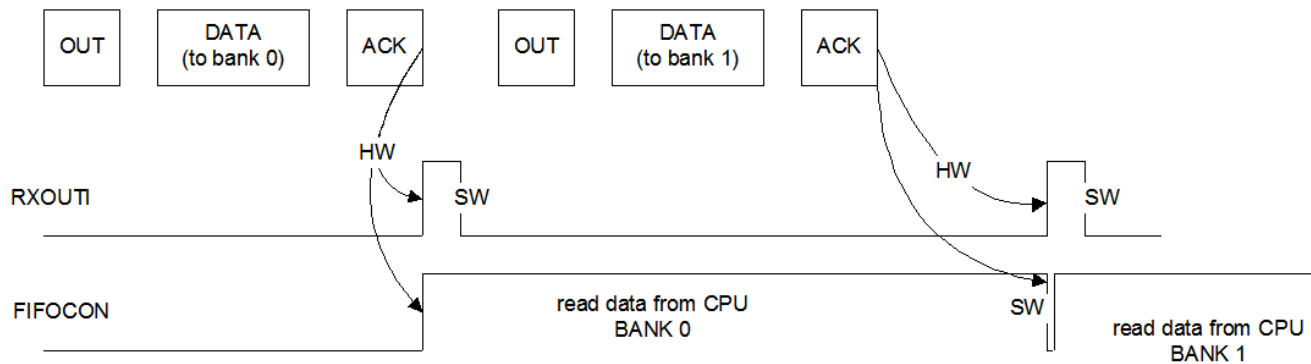 OUT
DATA
(to bank 0)
ACK
OUT
DATA
(to bank 1)
ACK
HW
HW
RXOUTI
SW
SW
FIFOCON
read data from CPU
BANK 0
SW
read data from CPU
BANK 1